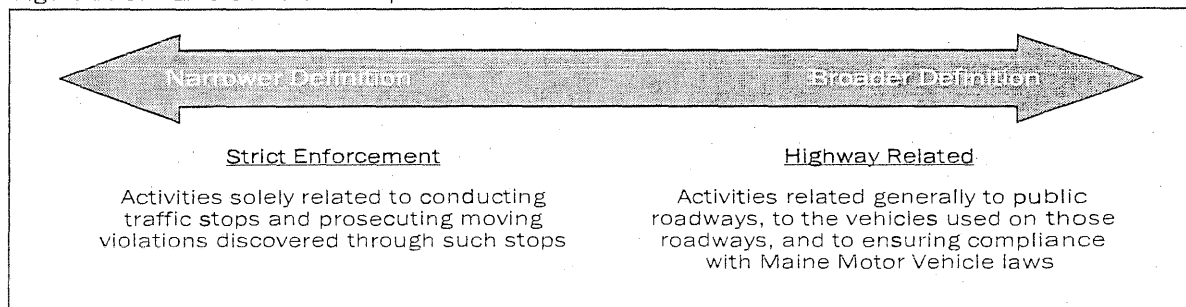 Narrower Definition
Broader Definition
Strict Enforcement
Highway Related
Activities solely related to conducting
traffic stops and prosecuting moving
violations discovered through such stops
Activities related generally to public
roadways, to the vehicles used on those
roadways, and to ensuring compliance
with Maine Motor Vehicle laws